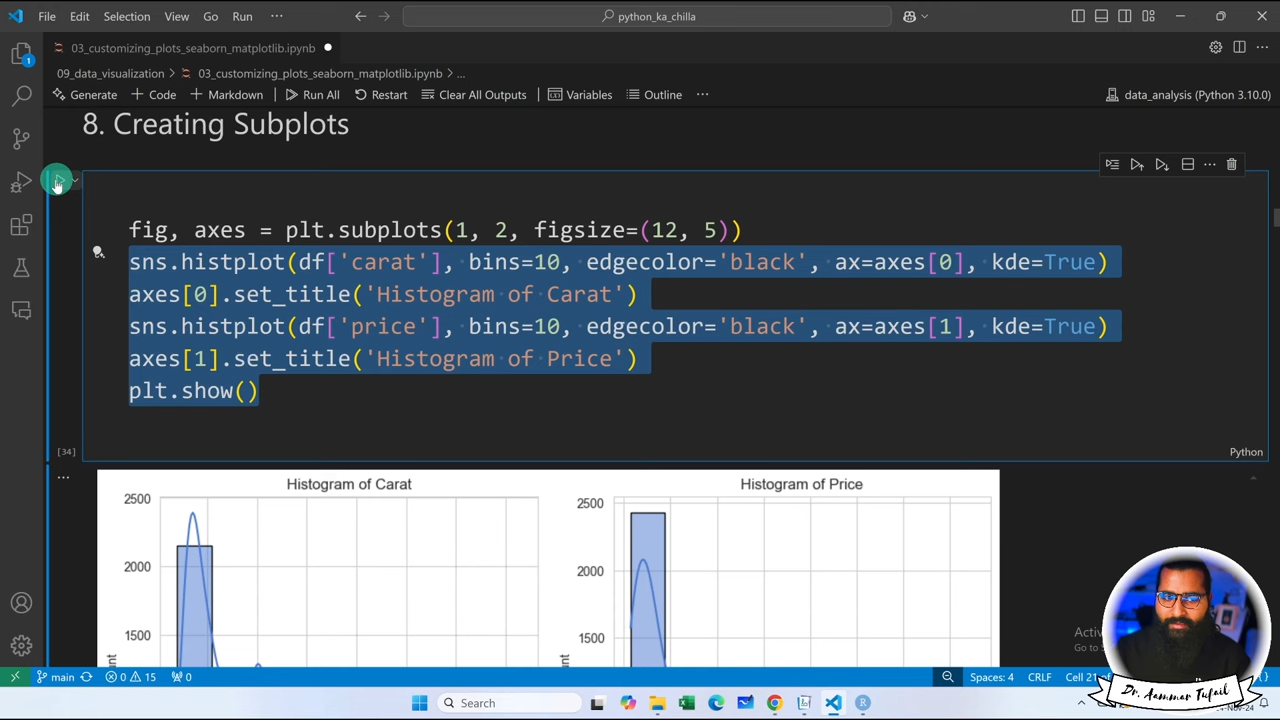 File Edit Selection View Go Run ··· python_ka_chilla
03_customizing_plots_seaborn_matplotlib.ipynb
09_data_visualization > 03_customizing_plots_seaborn_matplotlib.ipynb > ...
Generate + Code + Markdown Run All Restart Clear All Outputs Variables Outline ··· data_analysis (Python 3.10.0)
8. Creating Subplots
fig, axes = plt.subplots(1, 2, figsize=(12, 5))
sns.histplot(df['carat'], bins=10, edgecolor='black', ax=axes[0], kde=True)
axes[0].set_title('Histogram of Carat')
sns.histplot(df['price'], bins=10, edgecolor='black', ax=axes[1], kde=True)
axes[1].set_title('Histogram of Price')
plt.show()
[34] Python
Histogram of Carat
2500
2000
1500
Histogram of Price
2500
2000
1500
main 0 15 0 Spaces: 4 CRLF Cell 21
Search
Dr. Aammar Tufail